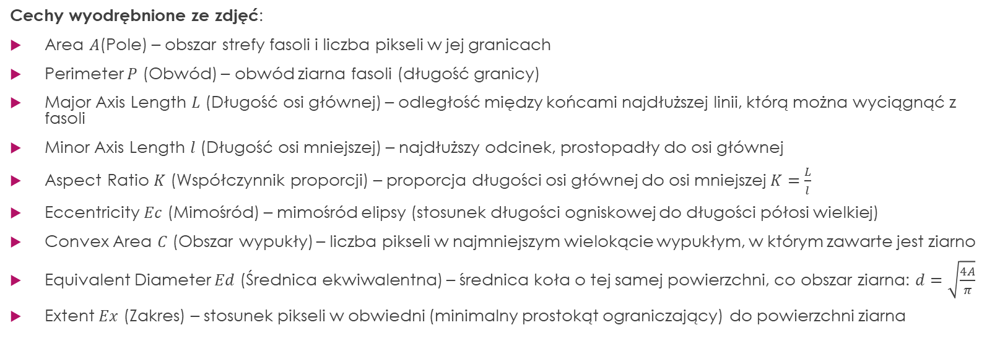 Cechy wyodrębnione ze zdjęć:
Area A(Pole) – obszar strefy fasoli i liczba pikseli w jej granicach
Perimeter P (Obwód) – obwód ziarna fasoli (długość granicy)
Major Axis Length L (Długość osi głównej) – odległość między końcami najdłuższej linii, którą można wyciągnąć z
fasoli
Minor Axis Length l (Długość osi mniejszej) – najdłuższy odcinek, prostopadły do osi głównej
Aspect Ratio K (Współczynnik proporcji) – proporcja długości osi głównej do osi mniejszej K = L/l
Eccentricity Ec (Mimośród) – mimośród elipsy (stosunek długości ogniskowej do długości półosi wielkiej)
Convex Area C (Obszar wypukły) – liczba pikseli w najmniejszym wielokącie wypukłym, w którym zawarte jest ziarno
Equivalent Diameter Ed (Średnica ekwiwalentna) – średnica koła o tej samej powierzchni, co obszar ziarna: d = √(4A/π)
Extent Ex (Zakres) – stosunek pikseli w obwiedni (minimalny prostokąt ograniczający) do powierzchni ziarna